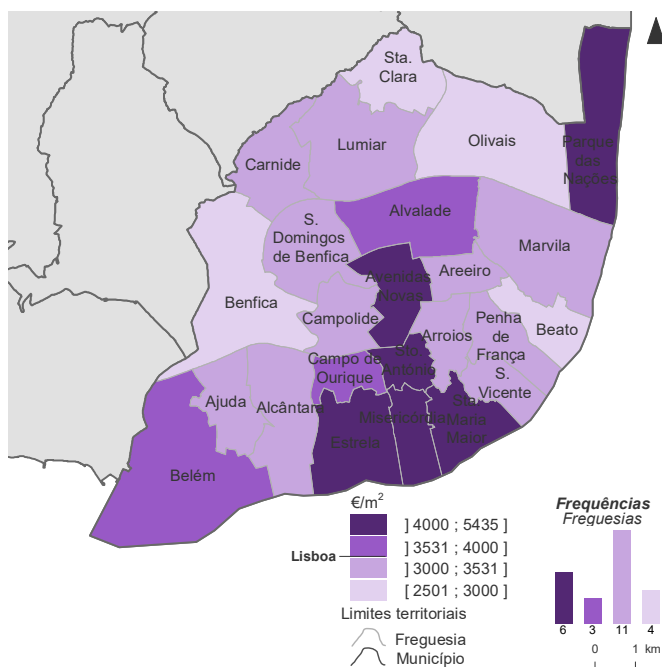 Sta.
Clara
Lumiar
Olivais
Carnide
Parque
das
Nações
Alvalade
S.
Domingos
de Benfica
Marvila
Avenidas
Novas
Areeiro
Benfica
Campolide
Arroios
Penha
de
França
Beato
Sto.
António
Campo de
Ourique
S.
Vicente
Ajuda
Alcântara
Estrela
Misericórdia
Sta.
Maria
Maior
Belém
€/m²
] 4000 ; 5435 ]
] 3531 ; 4000 ]
Lisboa
] 3000 ; 3531 ]
[ 2501 ; 3000 ]
Limites territoriais
Freguesia
Município
Frequências
Freguesias
6 3 11 4
0 1 km